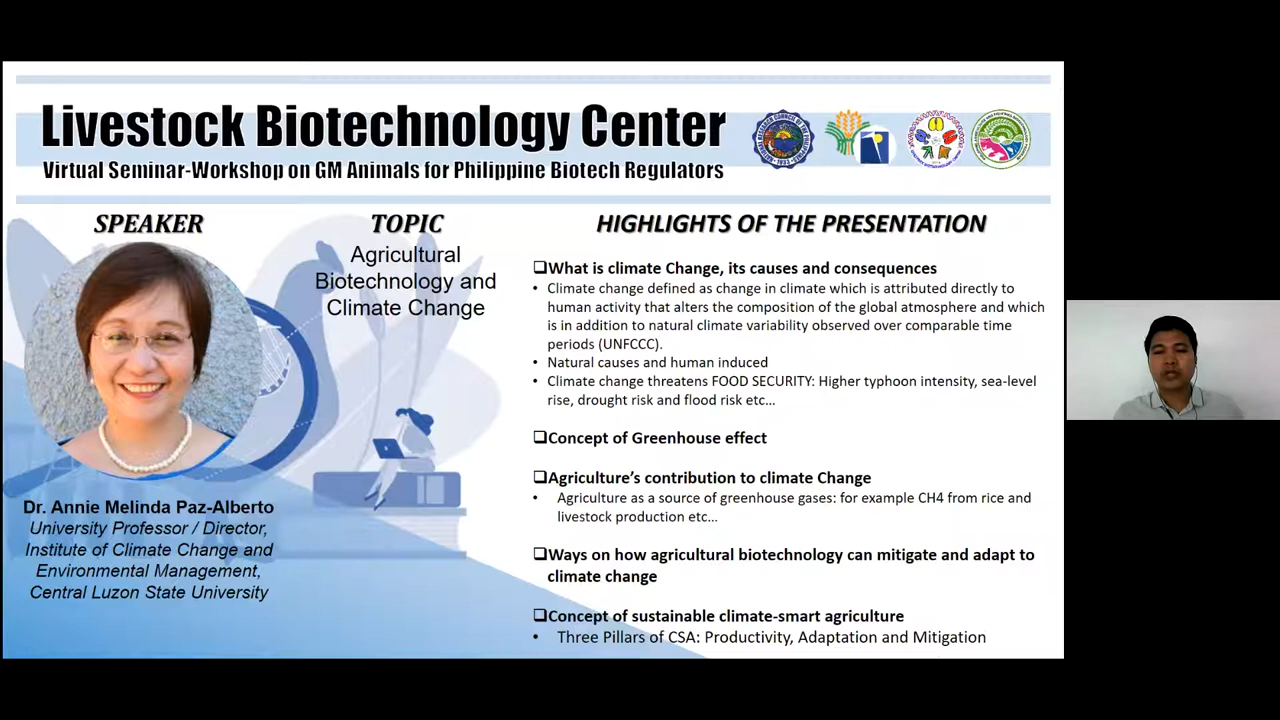 Livestock Biotechnology Center
Virtual Seminar-Workshop on GM Animals for Philippine Biotech Regulators
SPEAKER
Dr. Annie Melinda Paz-Alberto
University Professor / Director,
Institute of Climate Change and
Environmental Management,
Central Luzon State University
TOPIC
Agricultural
Biotechnology and
Climate Change
HIGHLIGHTS OF THE PRESENTATION
❑What is climate Change, its causes and consequences
• Climate change defined as change in climate which is attributed directly to
human activity that alters the composition of the global atmosphere and which
is in addition to natural climate variability observed over comparable time
periods (UNFCCC).
• Natural causes and human induced
• Climate change threatens FOOD SECURITY: Higher typhoon intensity, sea-level
rise, drought risk and flood risk etc...
❑Concept of Greenhouse effect
❑Agriculture's contribution to climate Change
• Agriculture as a source of greenhouse gases: for example CH4 from rice and
livestock production etc...
❑Ways on how agricultural biotechnology can mitigate and adapt to
climate change
❑Concept of sustainable climate-smart agriculture
• Three Pillars of CSA: Productivity, Adaptation and Mitigation